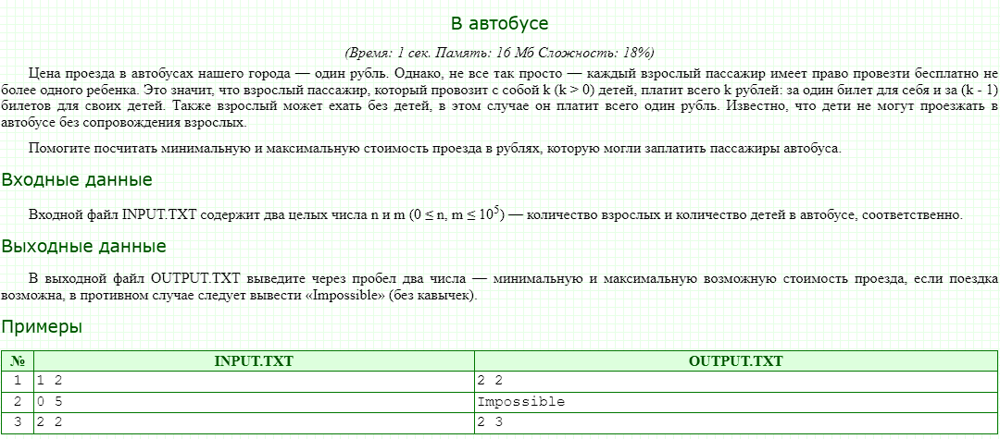 В автобусе
(Время: 1 сек. Память: 16 Мб Сложность: 18%)
Цена проезда в автобусах нашего города — один рубль. Однако, не все так просто — каждый взрослый пассажир имеет право провезти бесплатно не
более одного ребенка. Это значит, что взрослый пассажир, который провозит с собой k (k > 0) детей, платит всего k рублей: за один билет для себя и за (k - 1)
билетов для своих детей. Также взрослый может ехать без детей, в этом случае он платит всего один рубль. Известно, что дети не могут проезжать в
автобусе без сопровождения взрослых.
Помогите посчитать минимальную и максимальную стоимость проезда в рублях, которую могли заплатить пассажиры автобуса.
Входные данные
Входной файл INPUT.TXT содержит два целых числа n и m (0 ≤ n, m ≤ 10⁵) — количество взрослых и количество детей в автобусе, соответственно.
Выходные данные
В выходной файл OUTPUT.TXT выведите через пробел два числа — минимальную и максимальную возможную стоимость проезда, если поездка
возможна, в противном случае следует вывести «Impossible» (без кавычек).
Примеры
№ INPUT.TXT OUTPUT.TXT
1 1 2 2 2
2 0 5 Impossible
3 2 2 2 3